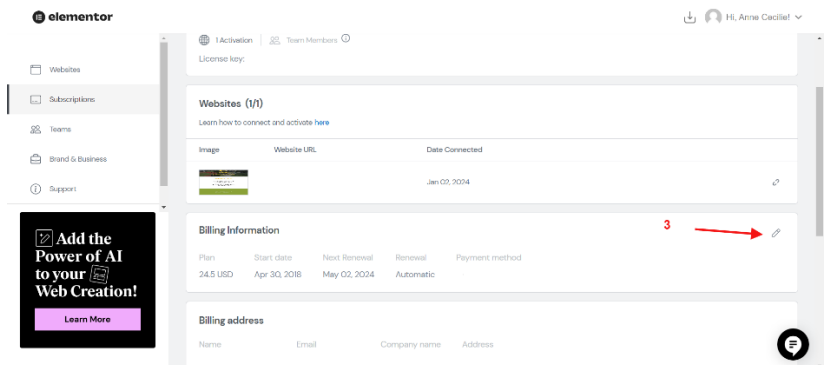 elementor
Hi, Anne Cecilie!
1 Activation Team Members
License key:
Websites
Subscriptions
Teams
Brand & Business
Support
Add the
Power of AI
to your
Web Creation!
Learn More
Websites (1/1)
Learn how to connect and activate here
Image Website URL Date Connected
Jan 02, 2024
Billing Information
3
Plan Start date Next Renewal Renewal Payment method
24.5 USD Apr 30, 2018 May 02, 2024 Automatic
Billing address
Name Email Company name Address